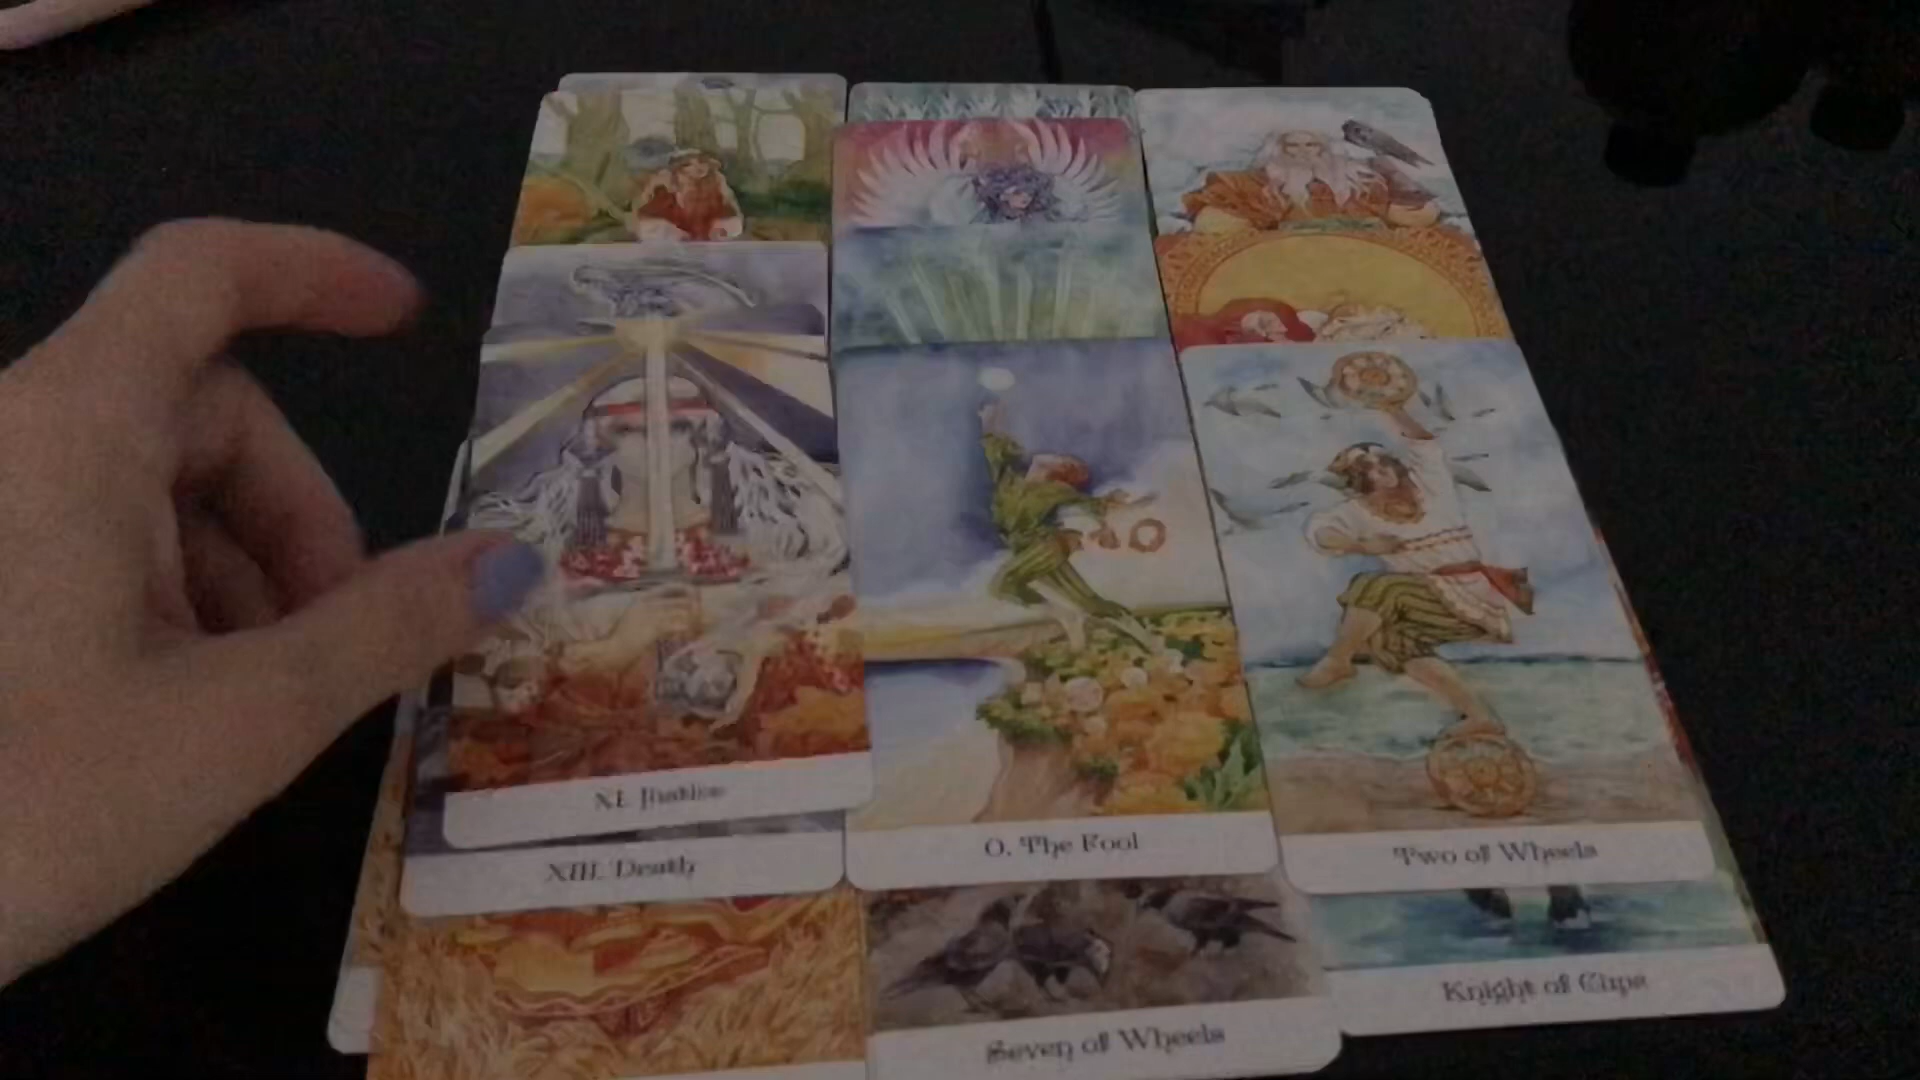 XI. Justice
XIII. Death
0. The Fool
Two of Wheels
Knight of Cups
Seven of Wheels